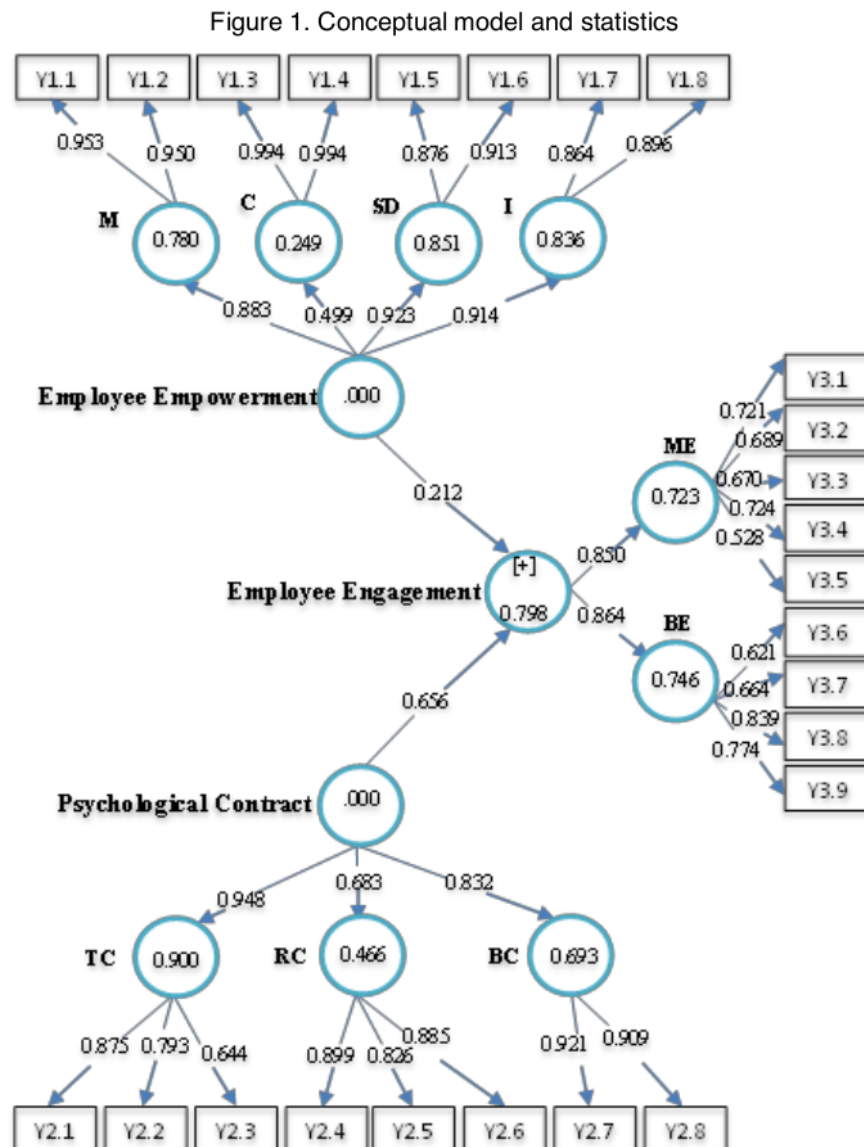 Figure 1. Conceptual model and statistics
Y1.1 Y1.2 Y1.3 Y1.4 Y1.5 Y1.6 Y1.7 Y1.8
0.953 0.950 0.994 0.994 0.876 0.913 0.864 0.896
M C SD I
0.780 0.249 0.851 0.836
0.883 0.499 0.923 0.914
Employee Empowerment .000
Y3.1
0.721
Y3.2
ME 0.689
0.670 Y3.3
0.723
0.724
Y3.4
0.528
Y3.5
0.212
0.850
[+]
Employee Engagement
0.798
0.864
BE
Y3.6
0.621
0.746
0.664 Y3.7
0.839
Y3.8
0.774
Y3.9
0.656
Psychological Contract .000
0.948 0.683 0.832
TC 0.900 RC 0.466 BC 0.693
0.875 0.793 0.644 0.899 0.826 0.885 0.921 0.909
Y2.1 Y2.2 Y2.3 Y2.4 Y2.5 Y2.6 Y2.7 Y2.8